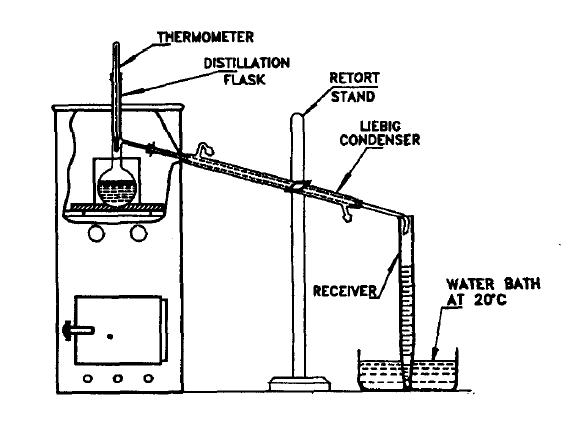 THERMOMETER
DISTILLATION
FLASK
RETORT
STAND
LIEBIG
CONDENSER
RECEIVER
WATER BATH
AT 20°C